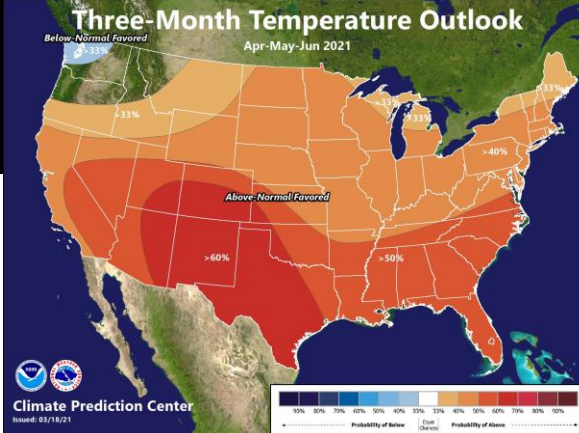 Three-Month Temperature Outlook
Apr-May-Jun 2021
Below-Normal Favored
>33%
>33%
>33%
>33%
>33%
>40%
Above-Normal Favored
>60%
>50%
Climate Prediction Center
Issued: 03/18/21
90% 80% 70% 60% 50% 40% 33% 33% 40% 50% 60% 70% 80% 90%
Probability of Below Equal Chances Probability of Above